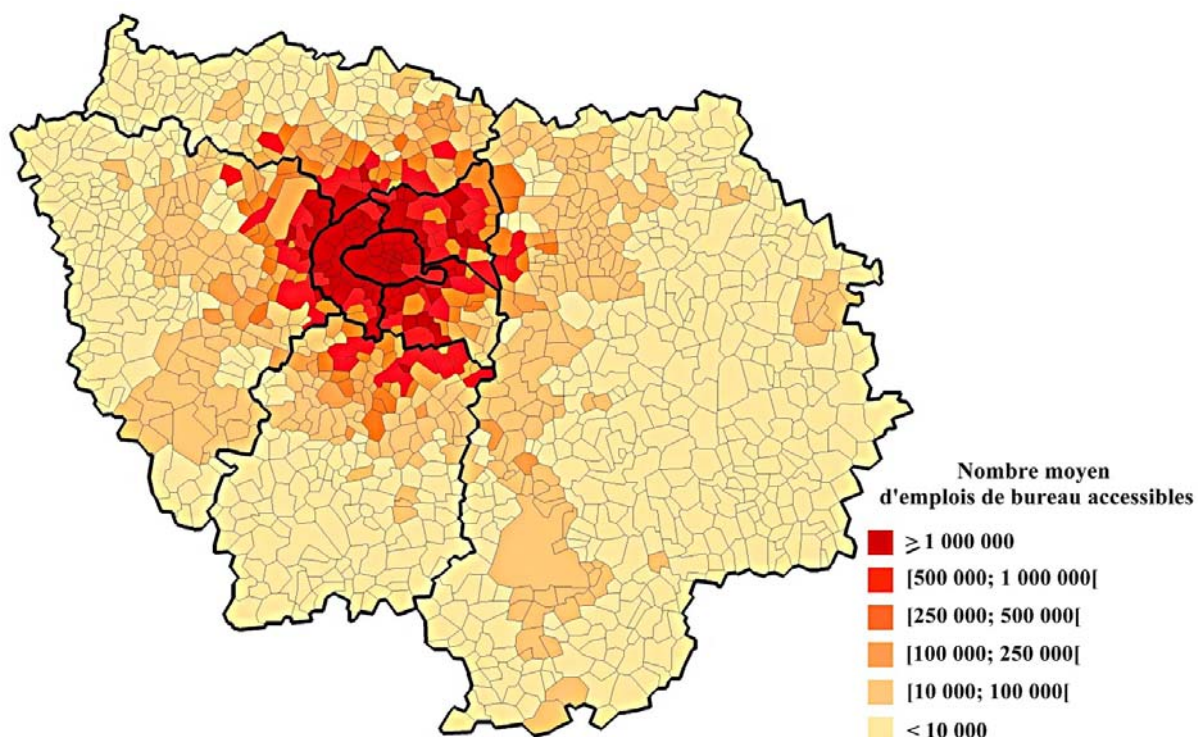 Nombre moyen
d'emplois de bureau accessibles
⩾ 1 000 000
[500 000; 1 000 000[
[250 000; 500 000[
[100 000; 250 000[
[10 000; 100 000[
< 10 000